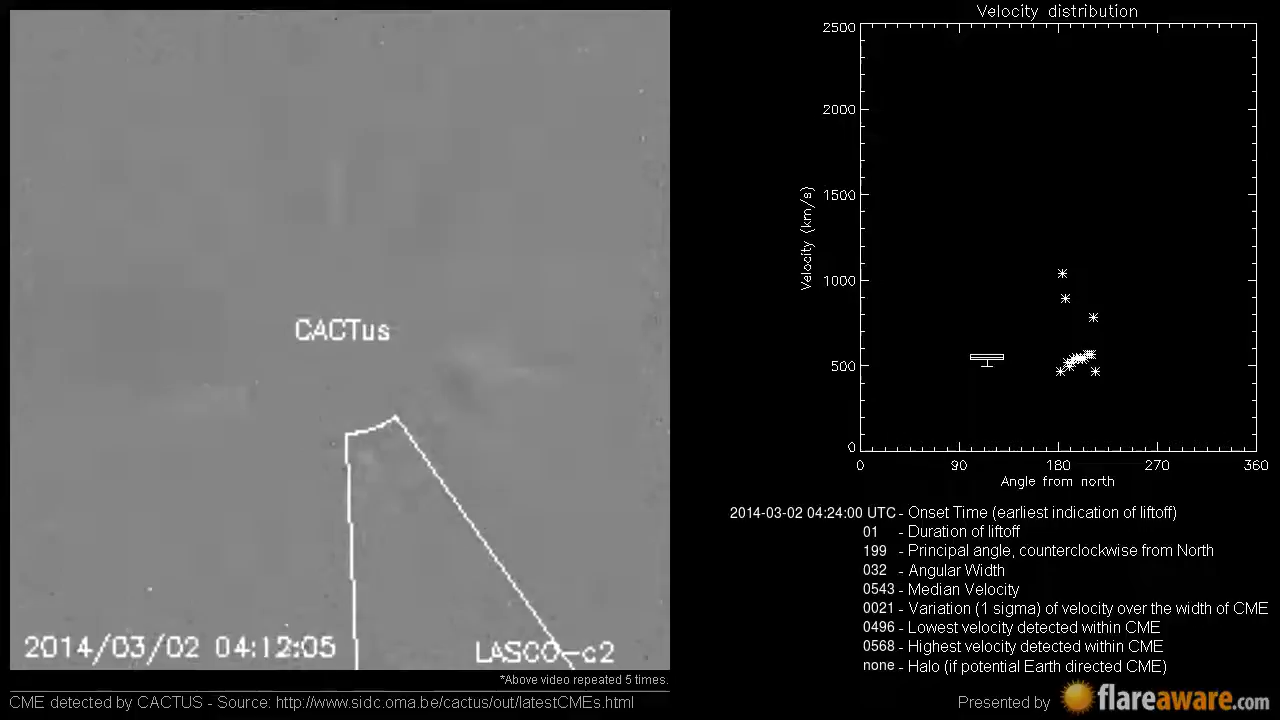 Velocity distribution
2500
2000
1500
1000
500
0
Velocity (km/s)
0 90 180 270 360
Angle from north
CACTus
2014/03/02 04:12:05
LASCO-c2
*Above video repeated 5 times.
CME detected by CACTUS - Source: http://www.sidc.oma.be/cactus/out/latestCMEs.html
2014-03-02 04:24:00 UTC - Onset Time (earliest indication of liftoff)
01 - Duration of liftoff
199 - Principal angle, counterclockwise from North
032 - Angular Width
0543 - Median Velocity
0021 - Variation (1 sigma) of velocity over the width of CME
0496 - Lowest velocity detected within CME
0568 - Highest velocity detected within CME
none - Halo (if potential Earth directed CME)
Presented by flareaware.com